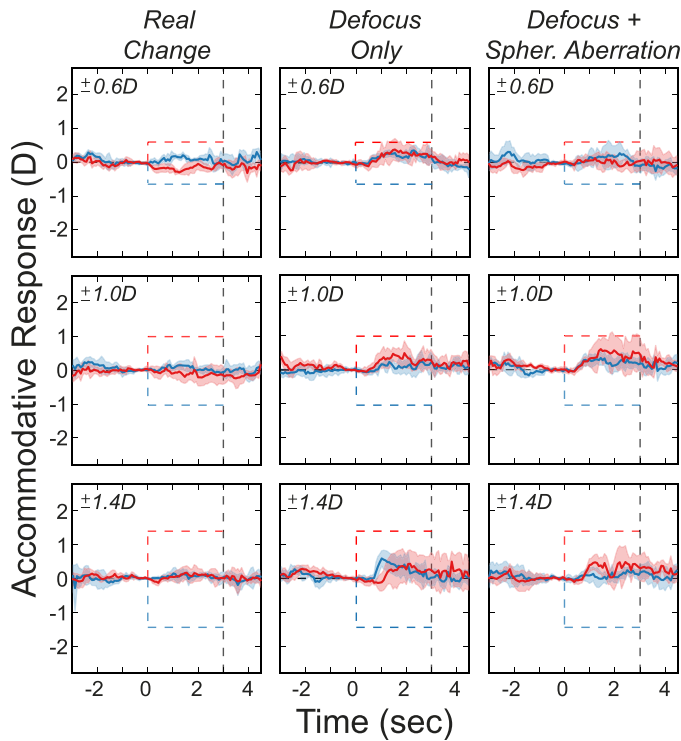 Real Change
Defocus Only
Defocus + Spher. Aberration
Accommodative Response (D)
±0.6D
±0.6D
±0.6D
2
1
0
-1
-2
±1.0D
±1.0D
±1.0D
2
1
0
-1
-2
±1.4D
±1.4D
±1.4D
2
1
0
-1
-2
-2 0 2 4
-2 0 2 4
-2 0 2 4
Time (sec)